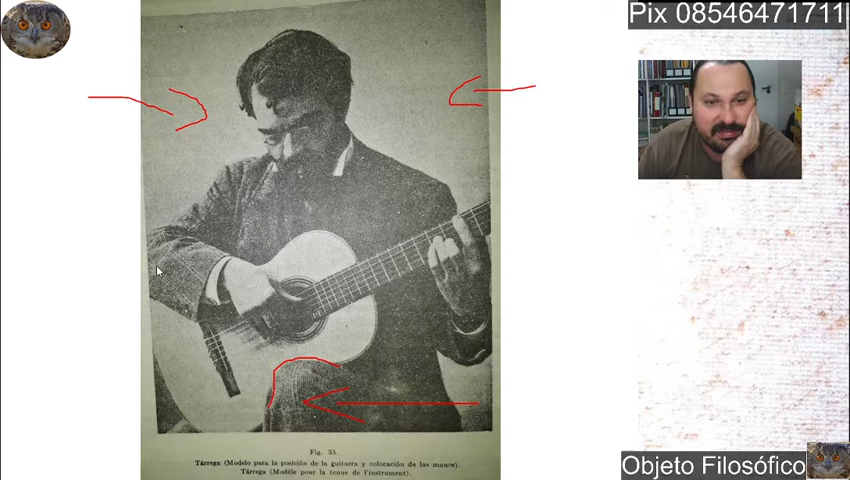 Pix 08546471711
Fig. 35.
Tárrega (Modelo para la posición de la guitarra y colocación de las manos).
Tárrega (Modèle pour la tenue de l'instrument).
Objeto Filosófico